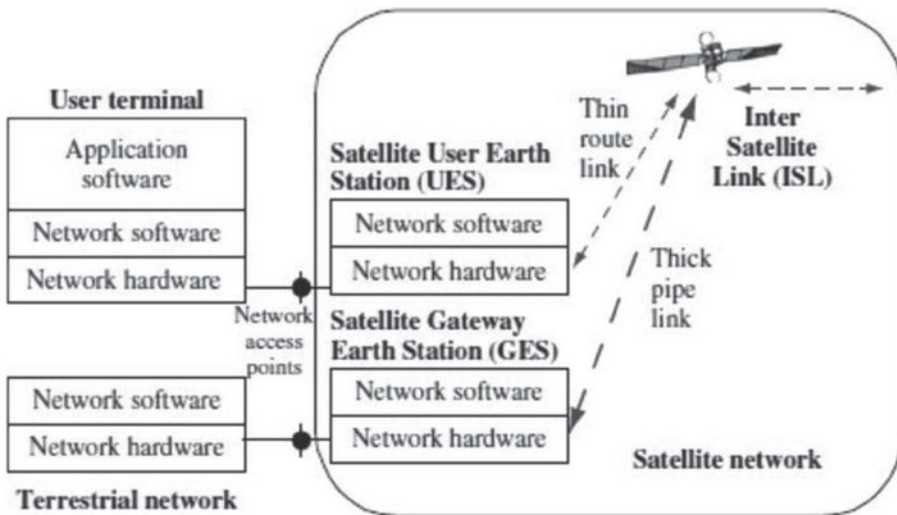 User terminal
Application
software
Network software
Network hardware
Network
access
points
Network software
Network hardware
Terrestrial network
Satellite User Earth
Station (UES)
Network software
Network hardware
Satellite Gateway
Earth Station (GES)
Network software
Network hardware
Thin
route
link
Inter
Satellite
Link (ISL)
Thick
pipe
link
Satellite network